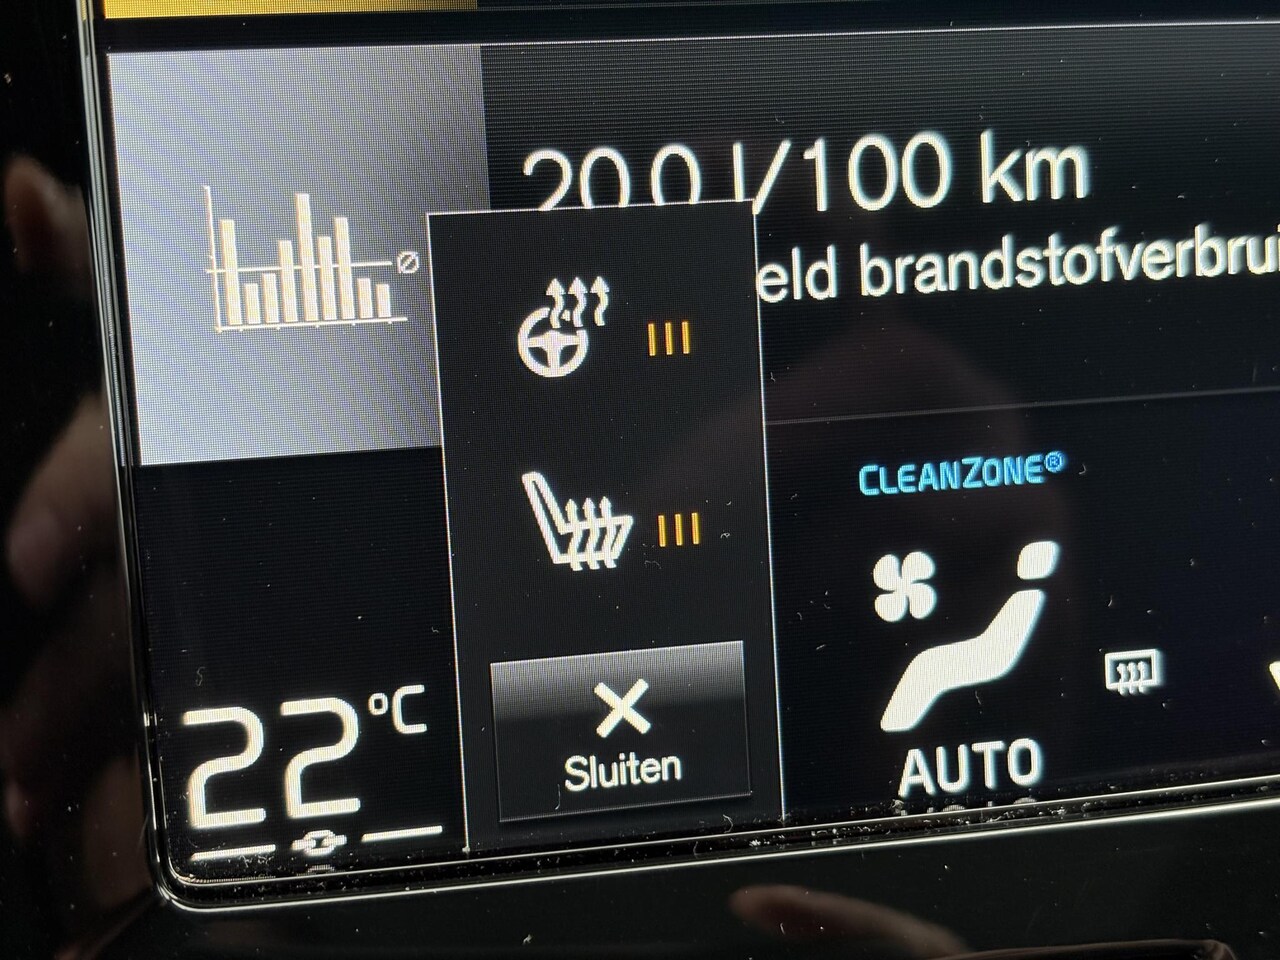 20,0 l/100 km
eld brandstofverbrui
CLEANZONE®
22 °C
Sluiten
AUTO